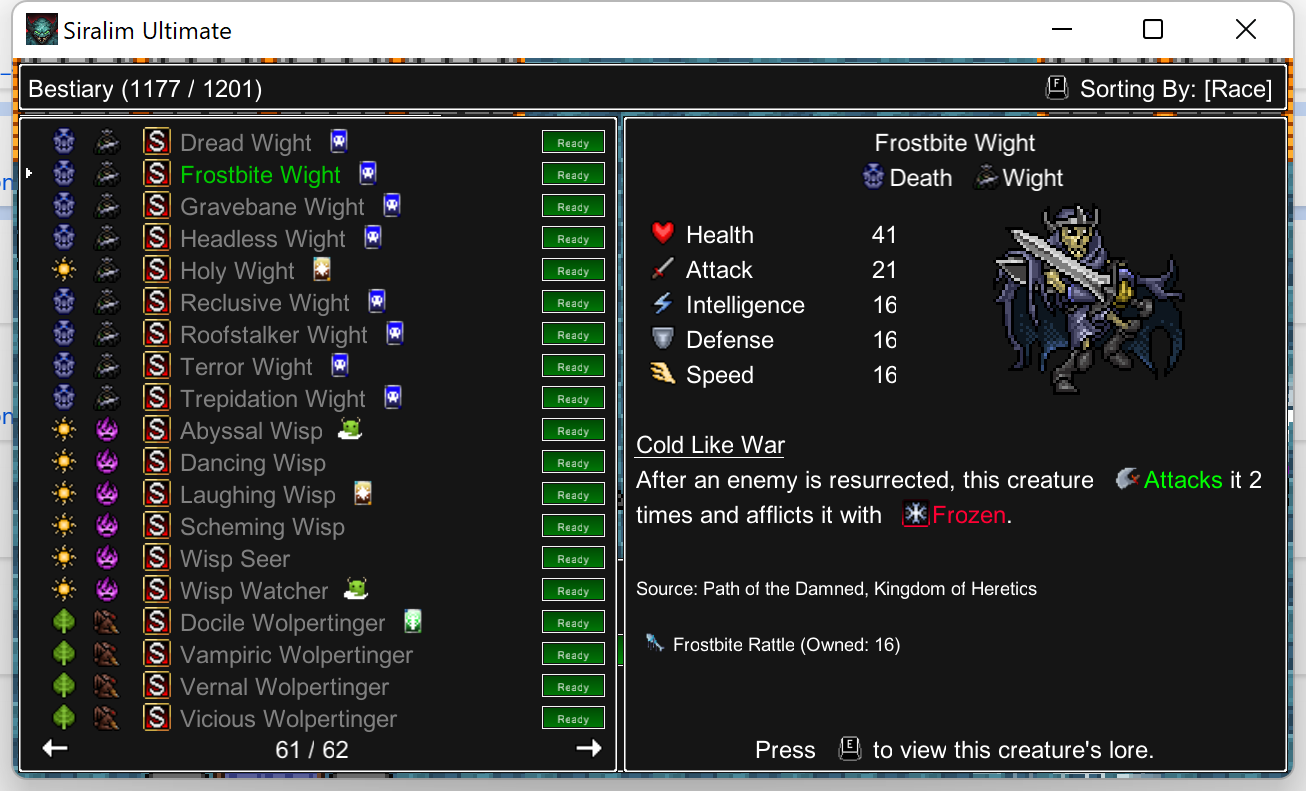 Siralim Ultimate
Bestiary (1177 / 1201)
F Sorting By: [Race]
S Dread Wight Ready
S Frostbite Wight Ready
S Gravebane Wight Ready
S Headless Wight Ready
S Holy Wight Ready
S Reclusive Wight Ready
S Roofstalker Wight Ready
S Terror Wight Ready
S Trepidation Wight Ready
S Abyssal Wisp Ready
S Dancing Wisp Ready
S Laughing Wisp Ready
S Scheming Wisp Ready
S Wisp Seer Ready
S Wisp Watcher Ready
S Docile Wolpertinger Ready
S Vampiric Wolpertinger Ready
S Vernal Wolpertinger Ready
S Vicious Wolpertinger Ready
61 / 62
Frostbite Wight
Death Wight
Health 41
Attack 21
Intelligence 16
Defense 16
Speed 16
Cold Like War
After an enemy is resurrected, this creature Attacks it 2
times and afflicts it with Frozen.
Source: Path of the Damned, Kingdom of Heretics
Frostbite Rattle (Owned: 16)
Press E to view this creature's lore.